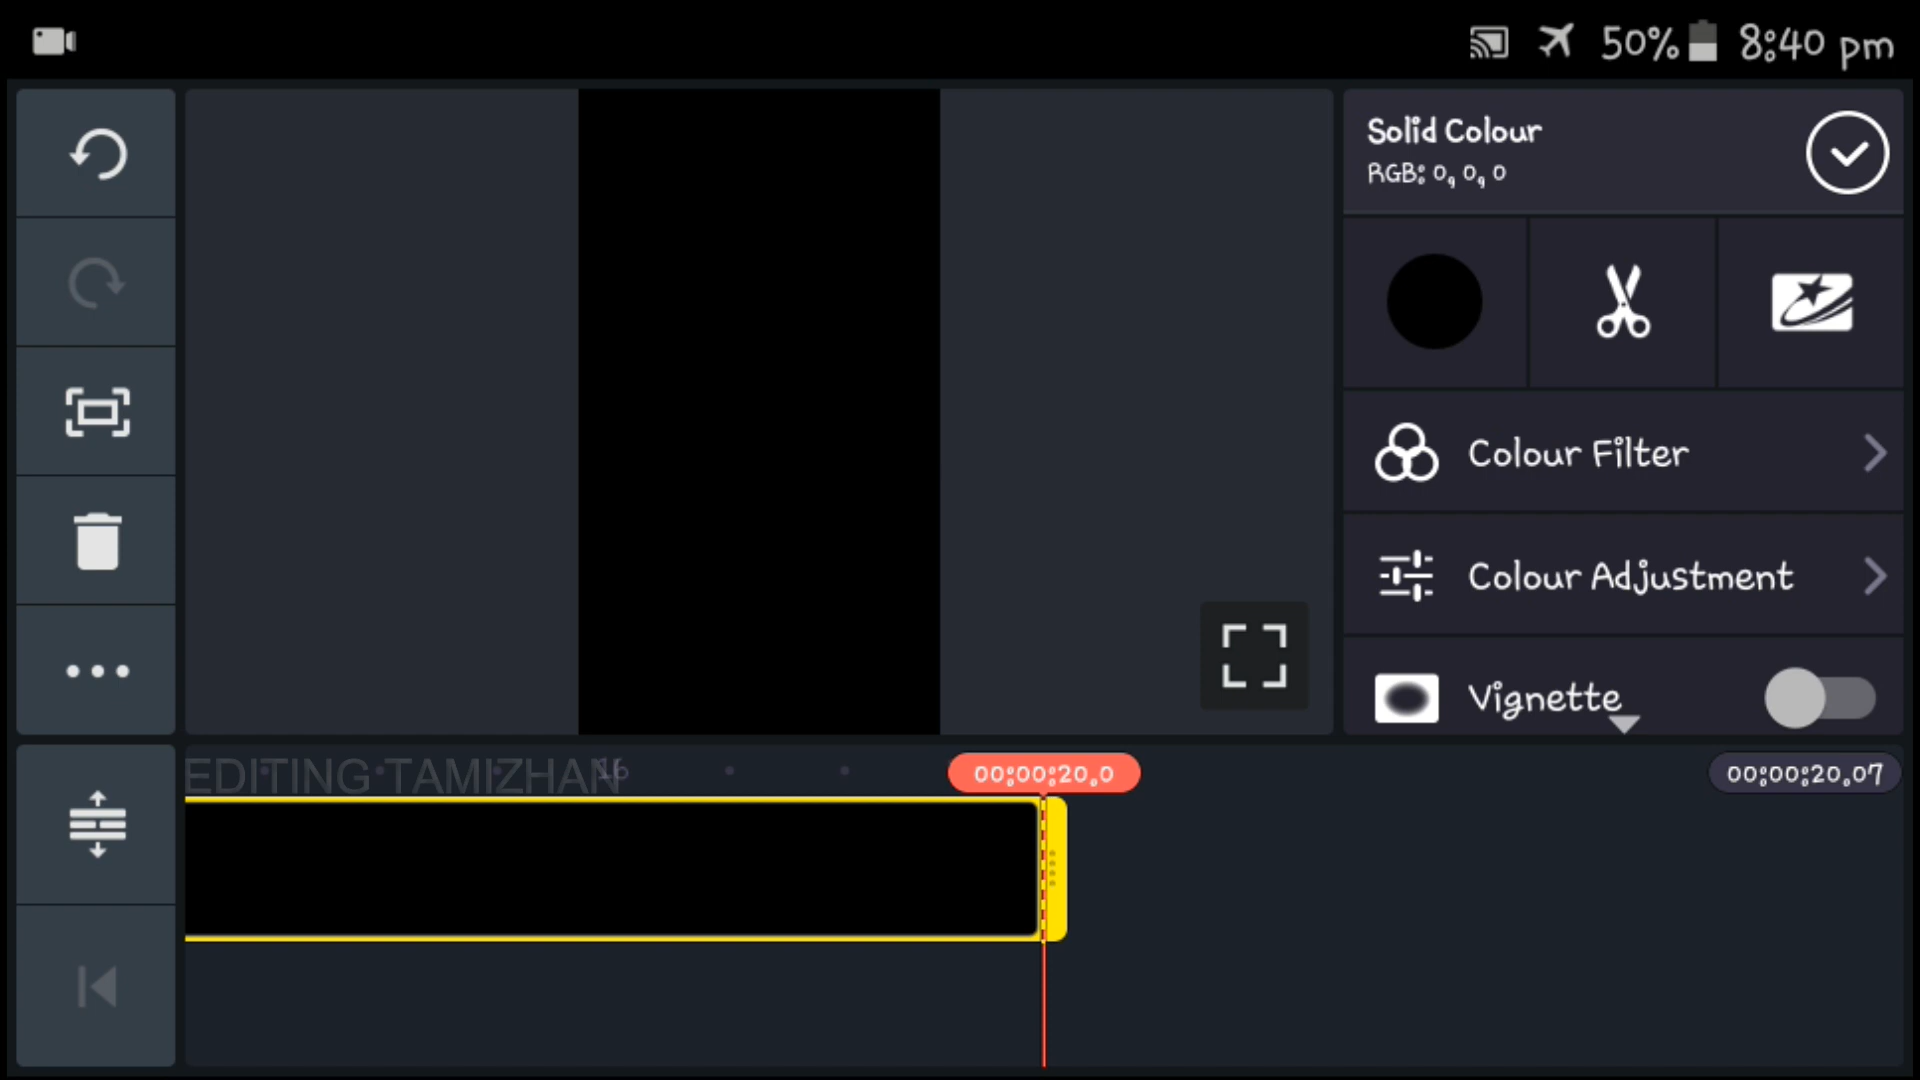 50% 8:40 pm
Solid Colour
RGB: 0, 0, 0
Colour Filter
Colour Adjustment
Vignette
EDITING TAMIZHAN
16
00:00:20.0
00:00:20.07